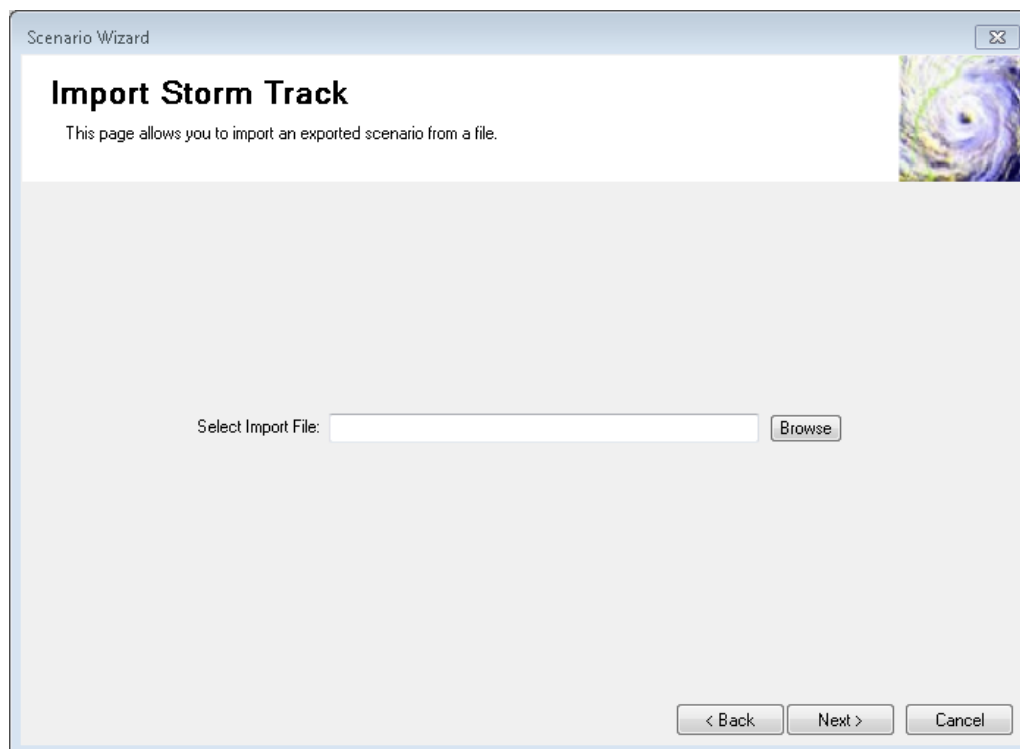 Scenario Wizard
Import Storm Track
This page allows you to import an exported scenario from a file.
Select Import File:
Browse
< Back
Next >
Cancel